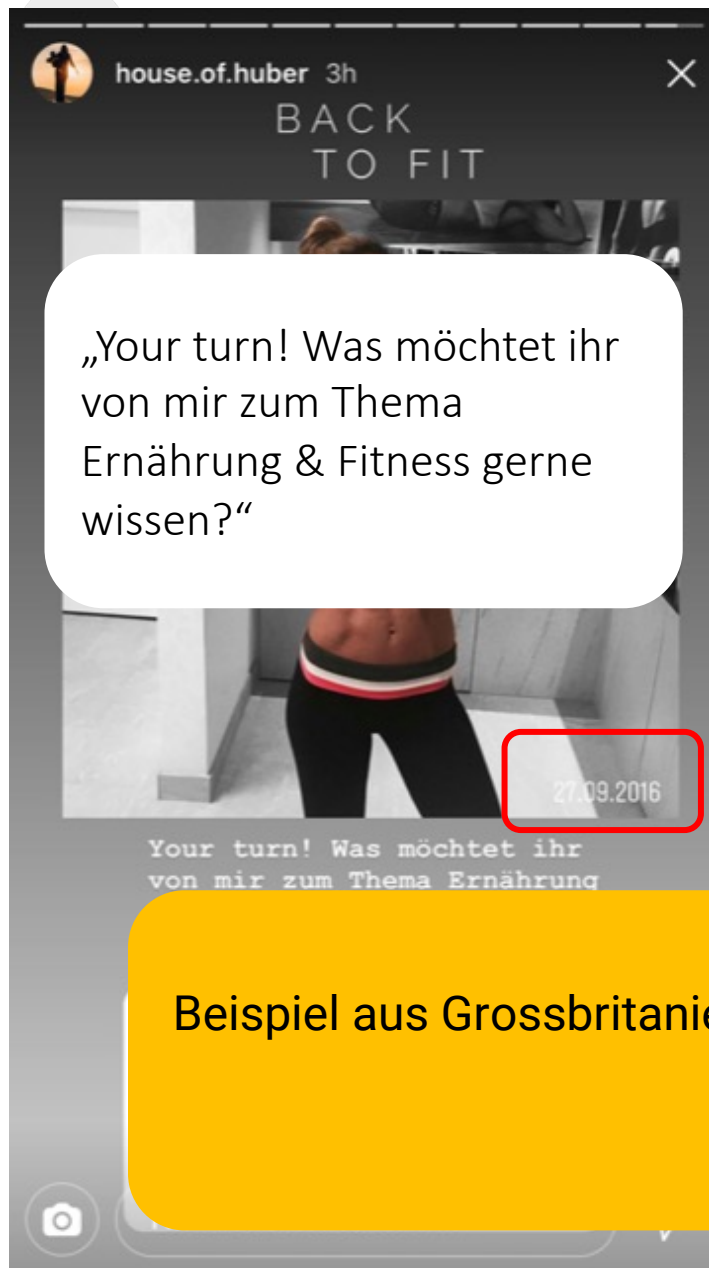 house.of.huber 3h
BACK
TO FIT
„Your turn! Was möchtet ihr
von mir zum Thema
Ernährung & Fitness gerne
wissen?“
27.09.2016
Your turn! Was möchtet ihr
von mir zum Thema Ernährung
Beispiel aus Grossbritanie